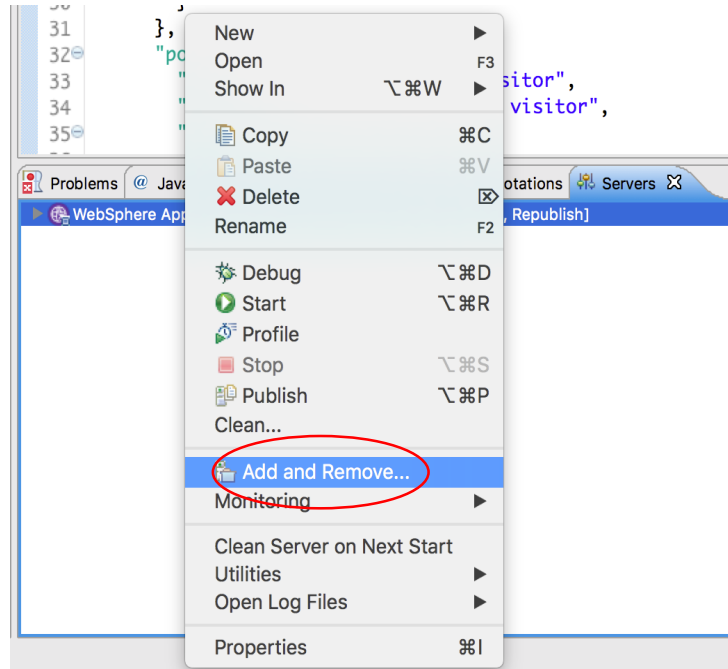 30 }
31 },
32 "po
33 " sitor",
34 " visitor",
35 "
Problems @ Java otations Servers
WebSphere App , Republish]
New
Open F3
Show In ⌥⌘W
Copy ⌘C
Paste ⌘V
Delete ⌦
Rename F2
Debug ⌥⌘D
Start ⌥⌘R
Profile
Stop ⌥⌘S
Publish ⌥⌘P
Clean...
Add and Remove...
Monitoring
Clean Server on Next Start
Utilities
Open Log Files
Properties ⌘I